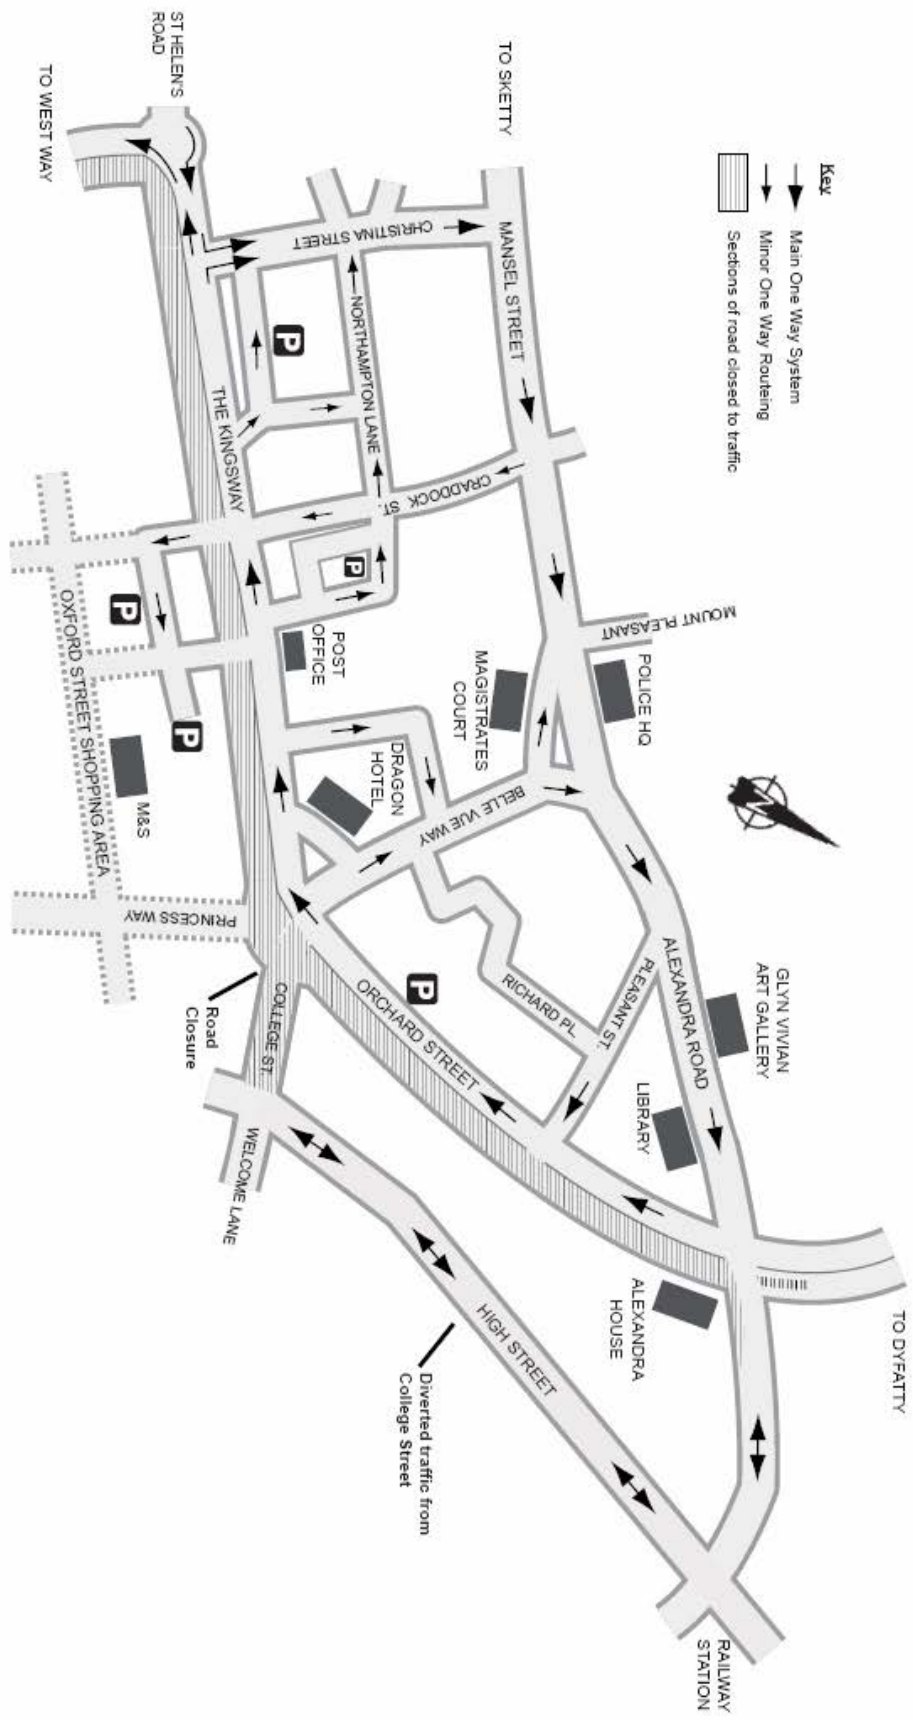 Key
Main One Way System
Minor One Way Routeing
Sections of road closed to traffic
TO SKETTY
ST HELEN'S
ROAD
TO WEST WAY
MANSEL STREET
CHRISTINA STREET
NORTHAMPTON LANE
P
THE KINGSWAY
CRADDOCK ST.
P
MOUNT PLEASANT
POLICE HQ
MAGISTRATES
COURT
POST
OFFICE
P
OXFORD STREET SHOPPING AREA
P
M&S
DRAGON
HOTEL
BELLE VUE WAY
PRINCESS WAY
GLYN VIVIAN
ART GALLERY
ALEXANDRA ROAD
PLEASANT ST.
RICHARD PL
P
ORCHARD STREET
COLLEGE ST.
Road
Closure
LIBRARY
WELCOME LANE
ALEXANDRA
HOUSE
TO DYFATTY
HIGH STREET
Diverted traffic from
College Street
RAILWAY
STATION